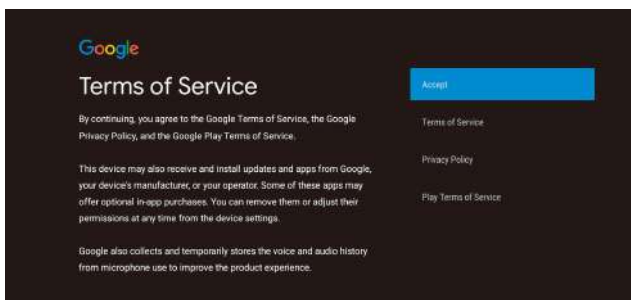 Google
Terms of Service
By continuing, you agree to the Google Terms of Service, the Google
Privacy Policy, and the Google Play Terms of Service.
This device may also receive and install updates and apps from Google,
your device's manufacturer, or your operator. Some of these apps may
offer optional in-app purchases. You can remove them or adjust their
permissions at any time from the device settings.
Google also collects and temporarily stores the voice and audio history
from microphone use to improve the product experience.
Accept
Terms of Service
Privacy Policy
Play Terms of Service